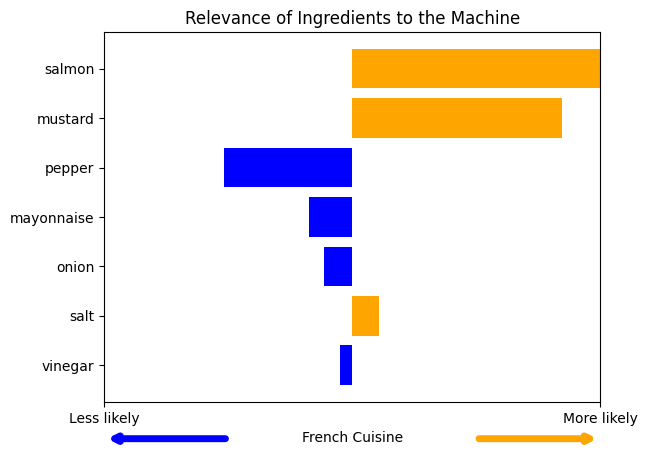 Relevance of Ingredients to the Machine
salmon
mustard
pepper
mayonnaise
onion
salt
vinegar
Less likely
More likely
French Cuisine